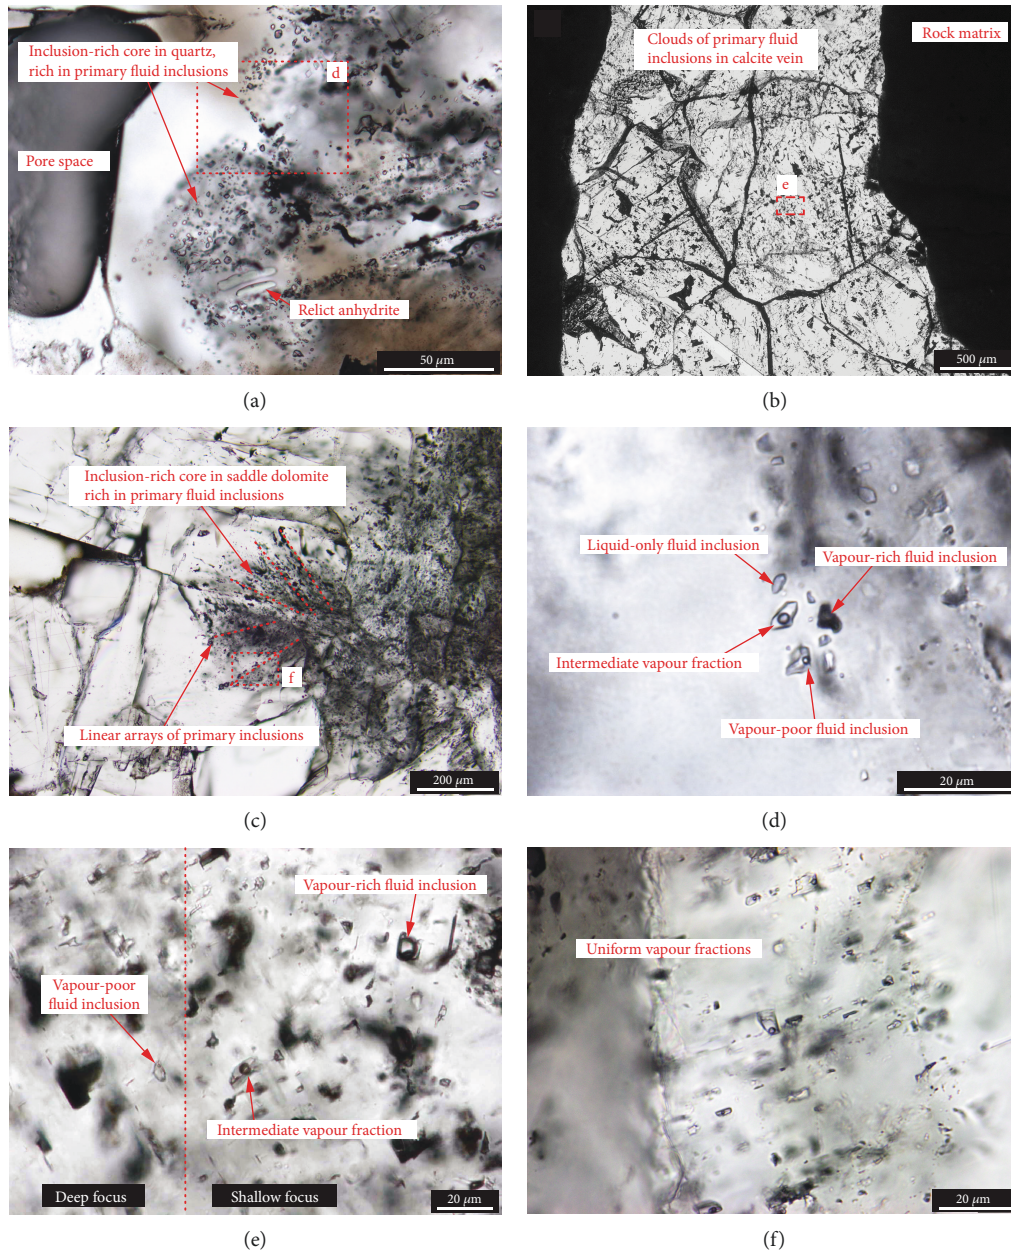 Inclusion-rich core in quartz,
rich in primary fluid inclusions
d
Pore space
Relict anhydrite
50 µm
(a)
Clouds of primary fluid
inclusions in calcite vein
Rock matrix
e
500 µm
(b)
Inclusion-rich core in saddle dolomite
rich in primary fluid inclusions
f
Linear arrays of primary inclusions
200 µm
(c)
Liquid-only fluid inclusion
Vapour-rich fluid inclusion
Intermediate vapour fraction
Vapour-poor fluid inclusion
20 µm
(d)
Vapour-rich fluid inclusion
Vapour-poor
fluid inclusion
Intermediate vapour fraction
Deep focus
Shallow focus
20 µm
(e)
Uniform vapour fractions
20 µm
(f)